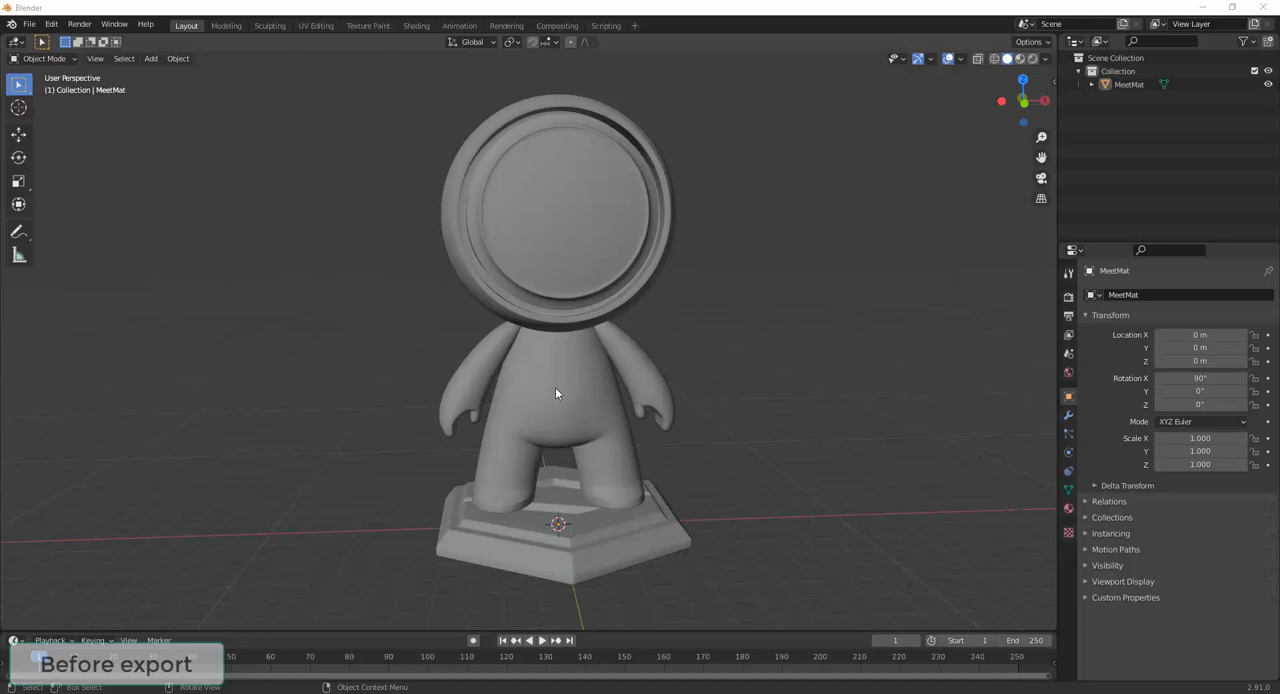 Blender
File Edit Render Window Help Layout Modeling Sculpting UV Editing Texture Paint Shading Animation Rendering Compositing Scripting + Scene View Layer
Global Options
Object Mode View Select Add Object
User Perspective
(1) Collection | MeetMat
Scene Collection
Collection
MeetMat
Z
X
MeetMat
MeetMat
Transform
Location X 0 m
Y 0 m
Z 0 m
Rotation X 90°
Y 0°
Z 0°
Mode XYZ Euler
Scale X 1.000
Y 1.000
Z 1.000
Delta Transform
Relations
Collections
Instancing
Motion Paths
Visibility
Viewport Display
Custom Properties
Playback Keying View Marker 1 Start 1 End 250
50 60 70 80 90 100 110 120 130 140 150 160 170 180 190 200 210 220 230 240 250
Before export
Select Box Select Rotate View Object Context Menu 2.91.0